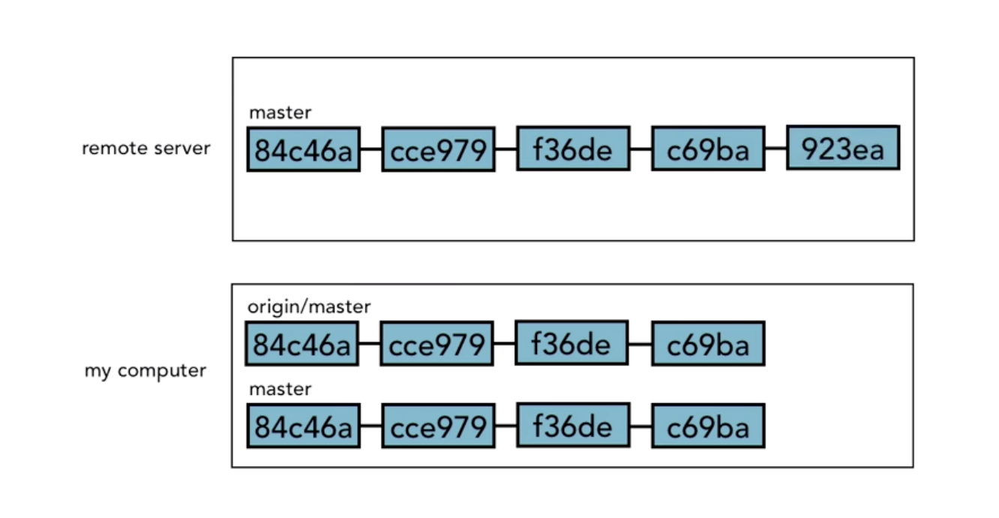 master
remote server
84c46a cce979 f36de c69ba 923ea
origin/master
84c46a cce979 f36de c69ba
my computer
master
84c46a cce979 f36de c69ba